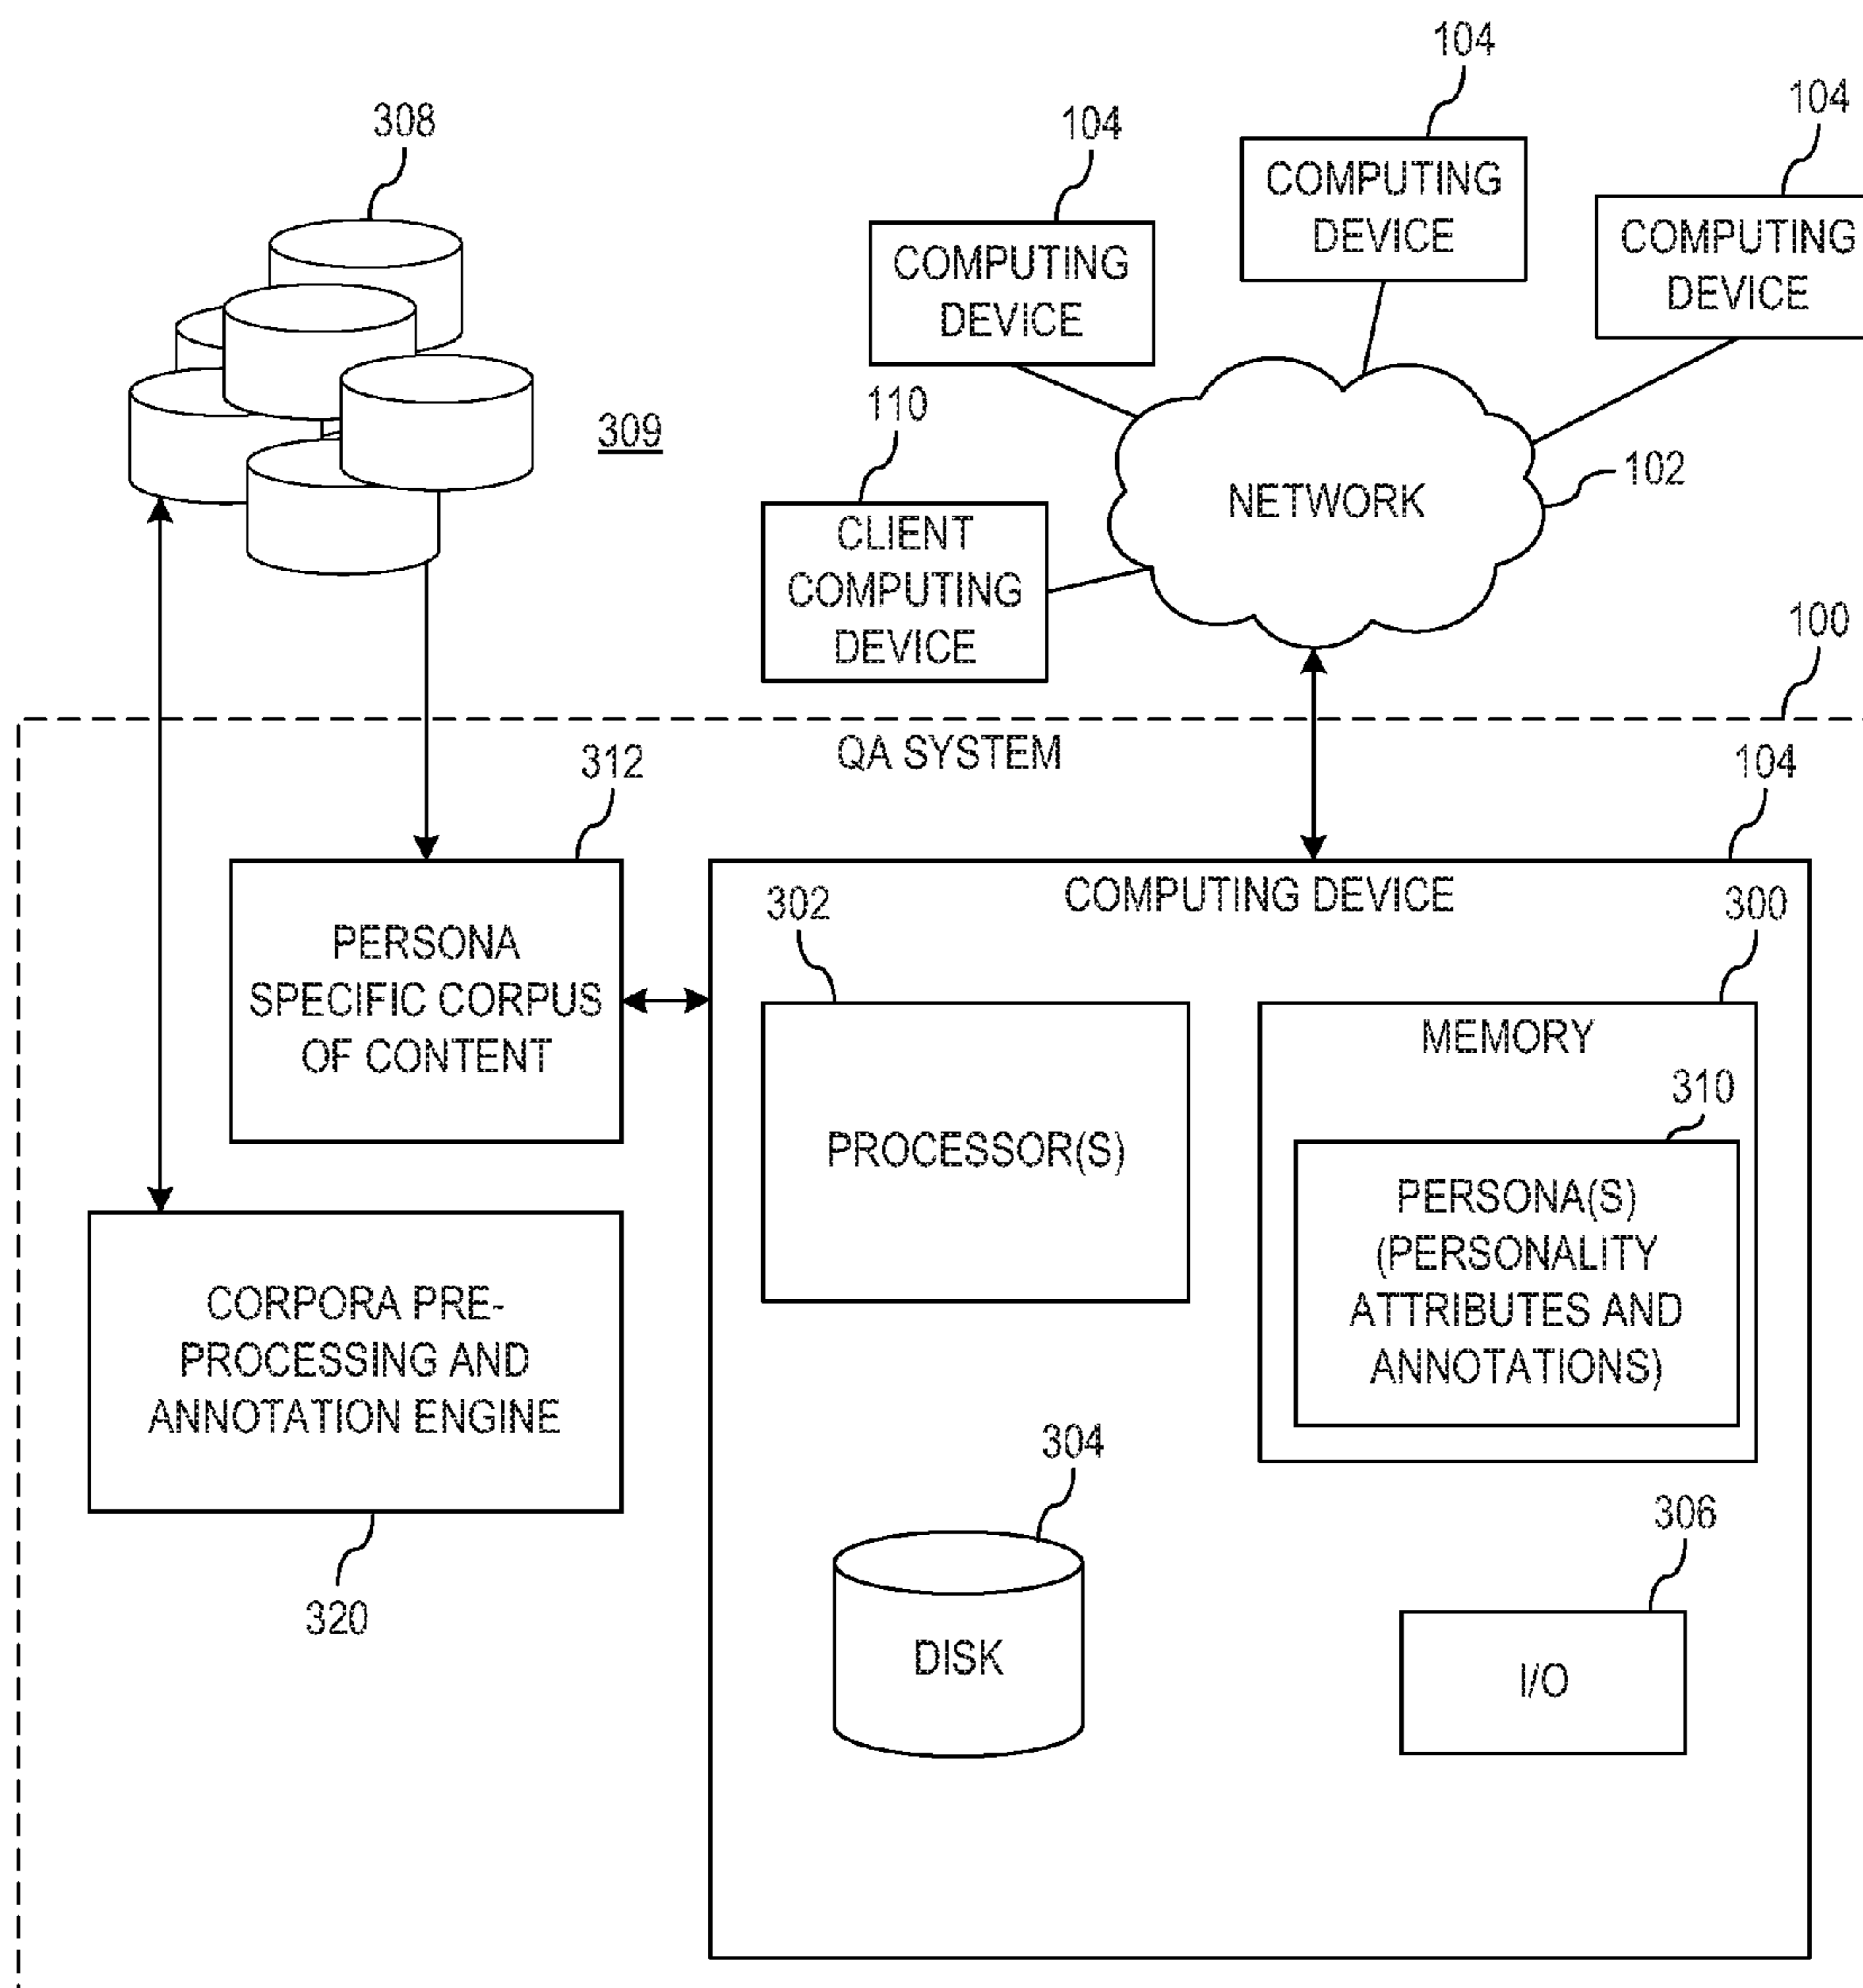 104
104
104
308
COMPUTING
DEVICE
COMPUTING
DEVICE
COMPUTING
DEVICE
110
309
102
NETWORK
CLIENT
COMPUTING
DEVICE
100
QA SYSTEM
312
104
PERSONA
SPECIFIC CORPUS
OF CONTENT
COMPUTING DEVICE
302
300
PROCESSOR(S)
MEMORY
310
PERSONA(S)
(PERSONALITY
ATTRIBUTES AND
ANNOTATIONS)
CORPORA PRE-
PROCESSING AND
ANNOTATION ENGINE
320
304
DISK
306
I/O